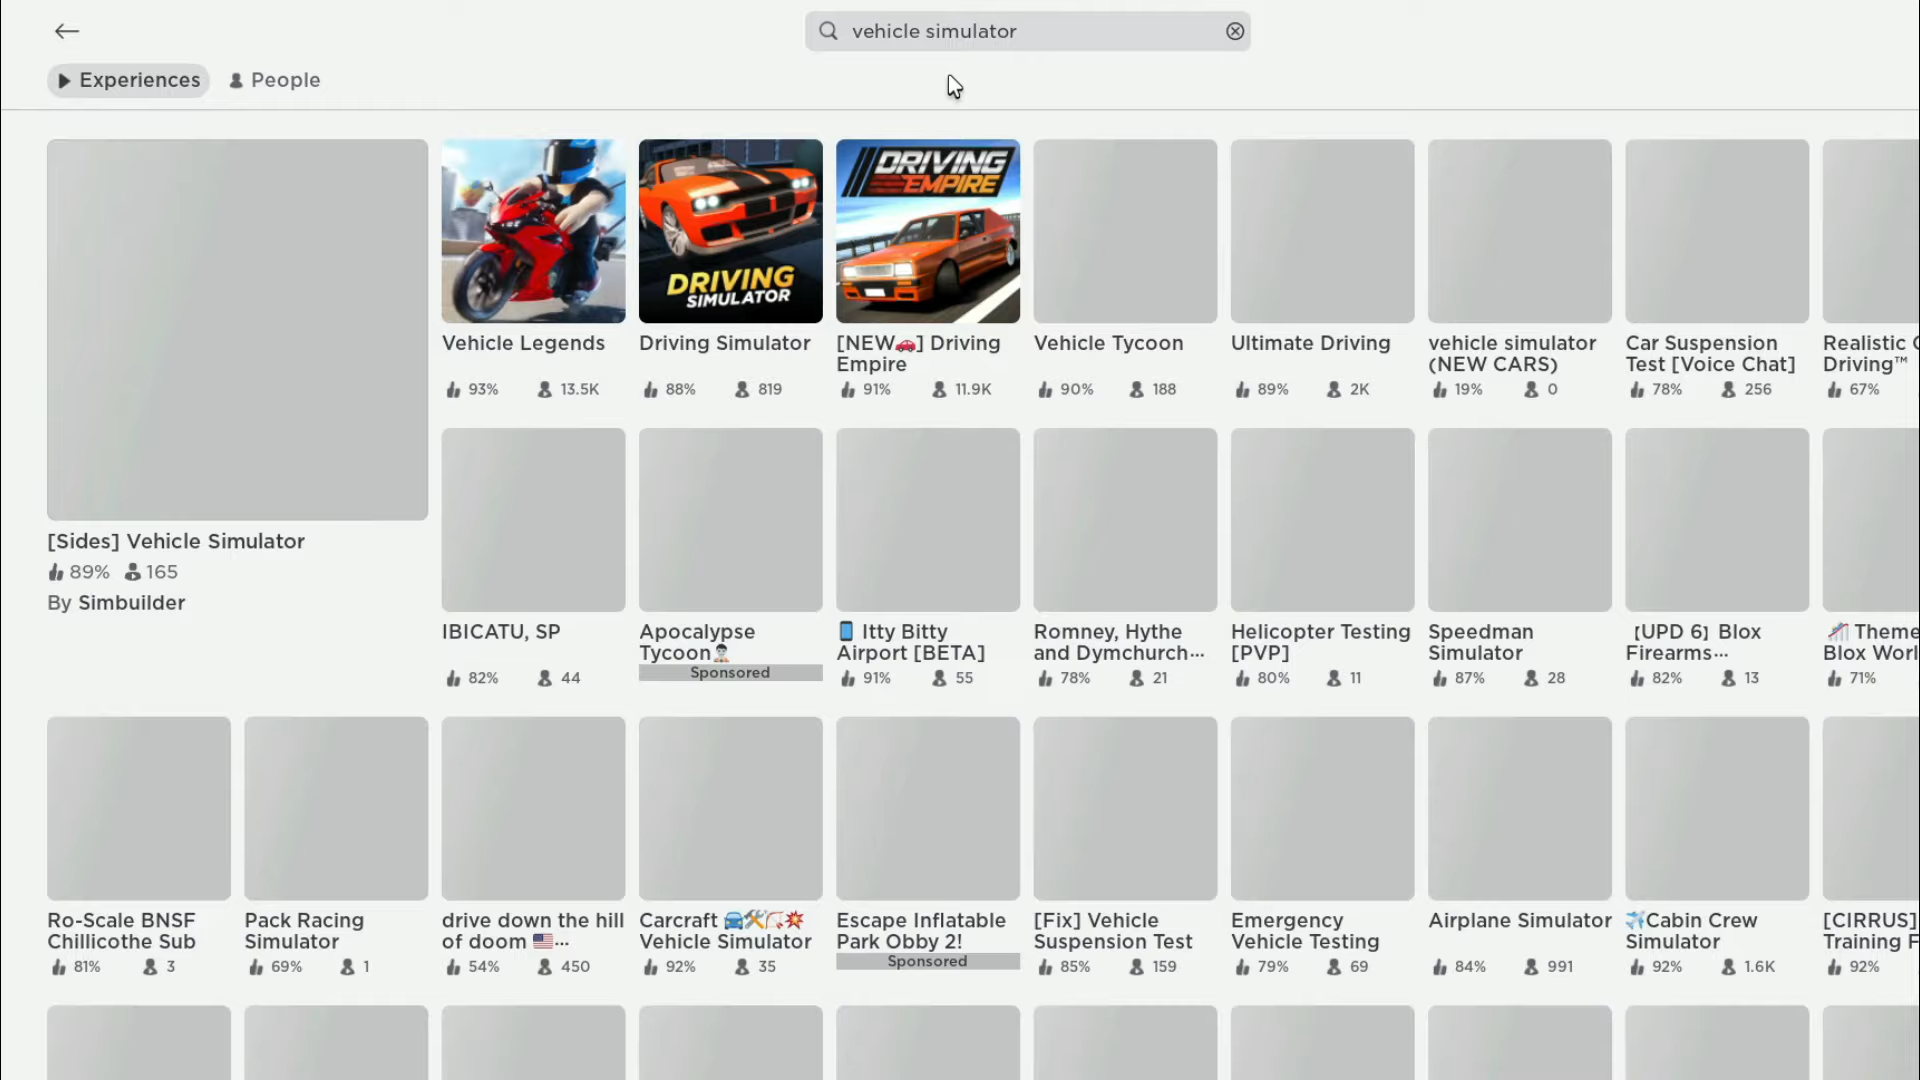 vehicle simulator
Experiences
People
DRIVING
SIMULATOR
DRIVING
EMPIRE
Vehicle Legends
93% 13.5K
Driving Simulator
88% 819
[NEW🚗] Driving
Empire
91% 11.9K
Vehicle Tycoon
90% 188
Ultimate Driving
89% 2K
vehicle simulator
(NEW CARS)
19% 0
Car Suspension
Test [Voice Chat]
78% 256
Realistic
Driving™
67%
[Sides] Vehicle Simulator
89% 165
By Simbuilder
IBICATU, SP
82% 44
Apocalypse
Tycoon🧟🏻
Sponsored
📱 Itty Bitty
Airport [BETA]
91% 55
Romney, Hythe
and Dymchurch...
78% 21
Helicopter Testing
[PVP]
80% 11
Speedman
Simulator
87% 28
[UPD 6] Blox
Firearms...
82% 13
🎢 Theme
Blox Worl
71%
Ro-Scale BNSF
Chillicothe Sub
81% 3
Pack Racing
Simulator
69% 1
drive down the hill
of doom 🇺🇸...
54% 450
Carcraft 🚘🛠️🏹💥
Vehicle Simulator
92% 35
Escape Inflatable
Park Obby 2!
Sponsored
[Fix] Vehicle
Suspension Test
85% 159
Emergency
Vehicle Testing
79% 69
Airplane Simulator
84% 991
✈️Cabin Crew
Simulator
92% 1.6K
[CIRRUS]
Training F
92%